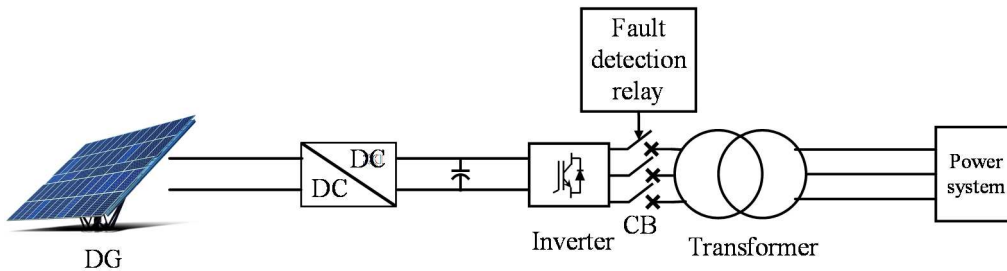 Fault
detection
relay
DC
DC
Power
system
CB
Inverter
Transformer
DG